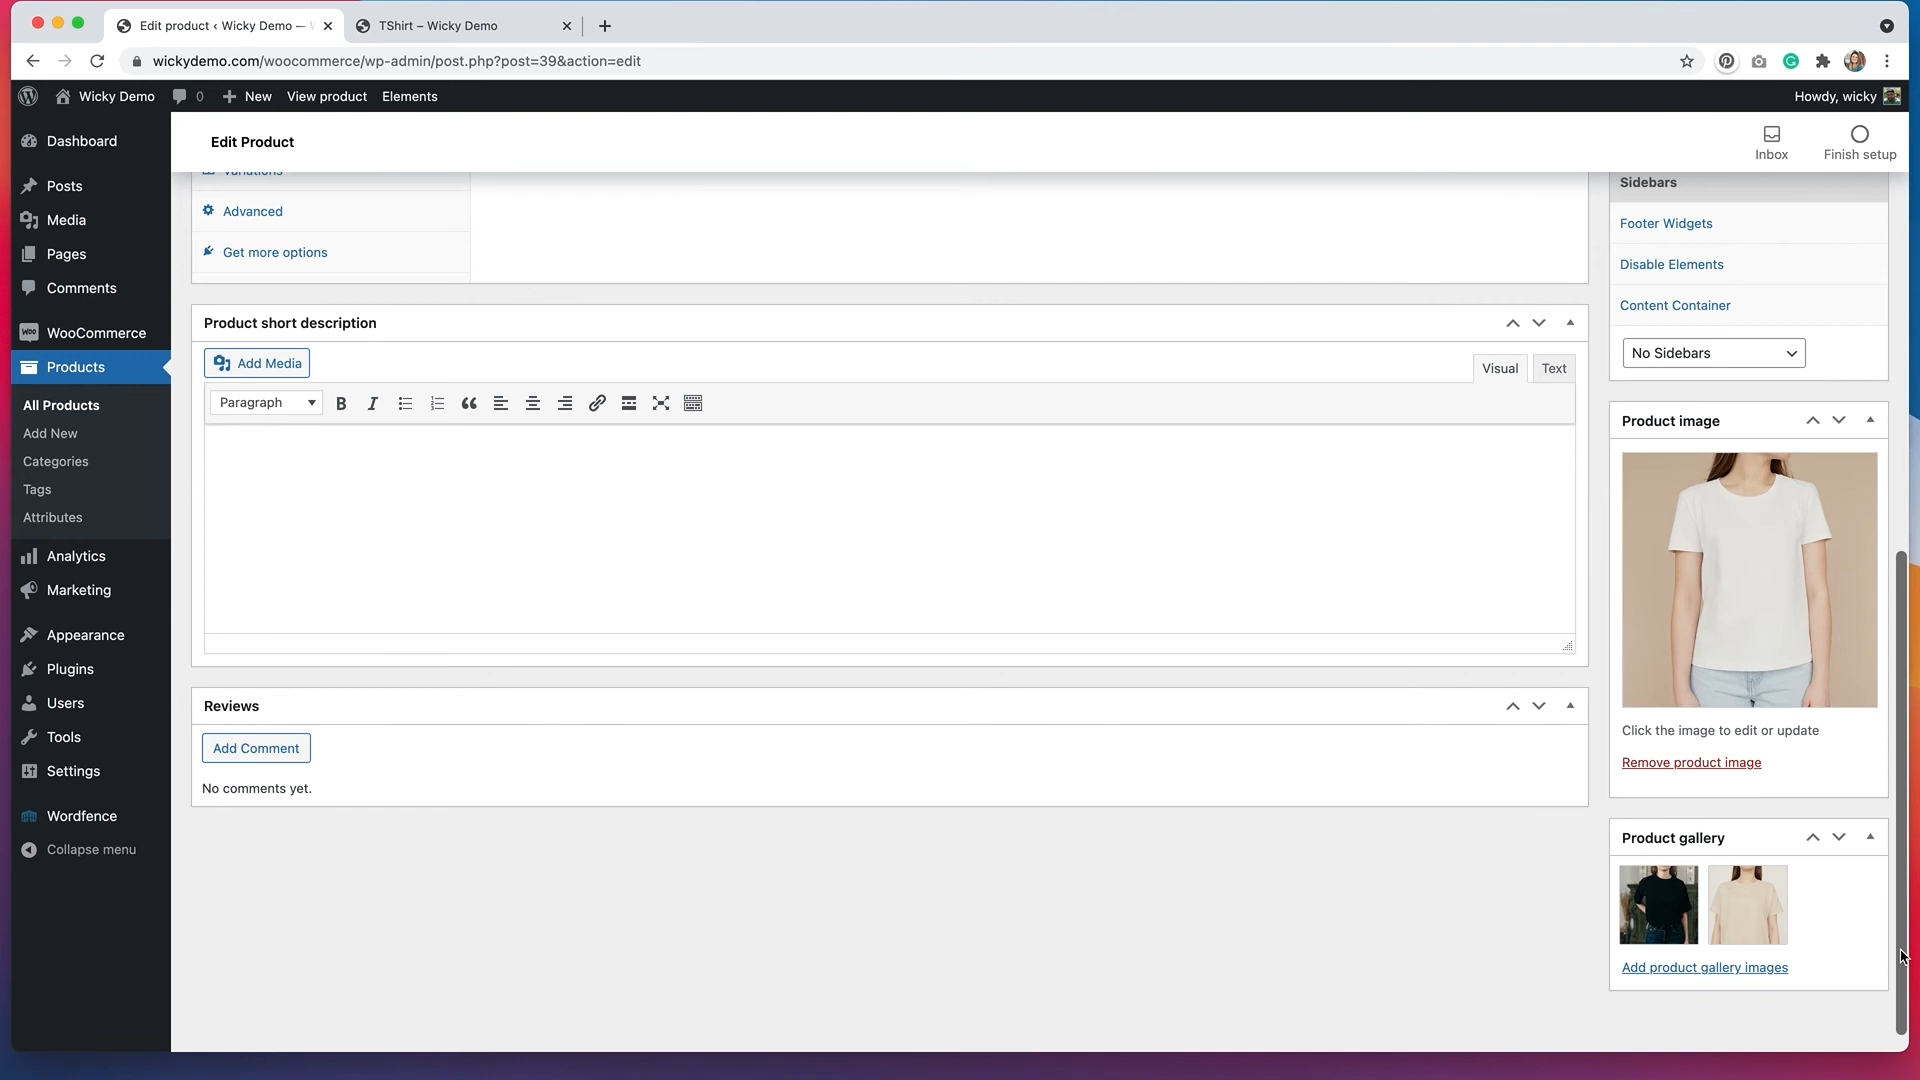 Edit product ‹ Wicky Demo —
TShirt – Wicky Demo
wickydemo.com/woocommerce/wp-admin/post.php?post=39&action=edit
Wicky Demo
0
New
View product
Elements
Howdy, wicky
Dashboard
Posts
Media
Pages
Comments
WOO
WooCommerce
Products
All Products
Add New
Categories
Tags
Attributes
Analytics
Marketing
Appearance
Plugins
Users
Tools
Settings
Wordfence
Collapse menu
Edit Product
Inbox
Finish setup
Variations
Advanced
Get more options
Product short description
Add Media
Visual
Text
Paragraph
Reviews
Add Comment
No comments yet.
Sidebars
Footer Widgets
Disable Elements
Content Container
No Sidebars
Product image
Click the image to edit or update
Remove product image
Product gallery
Add product gallery images